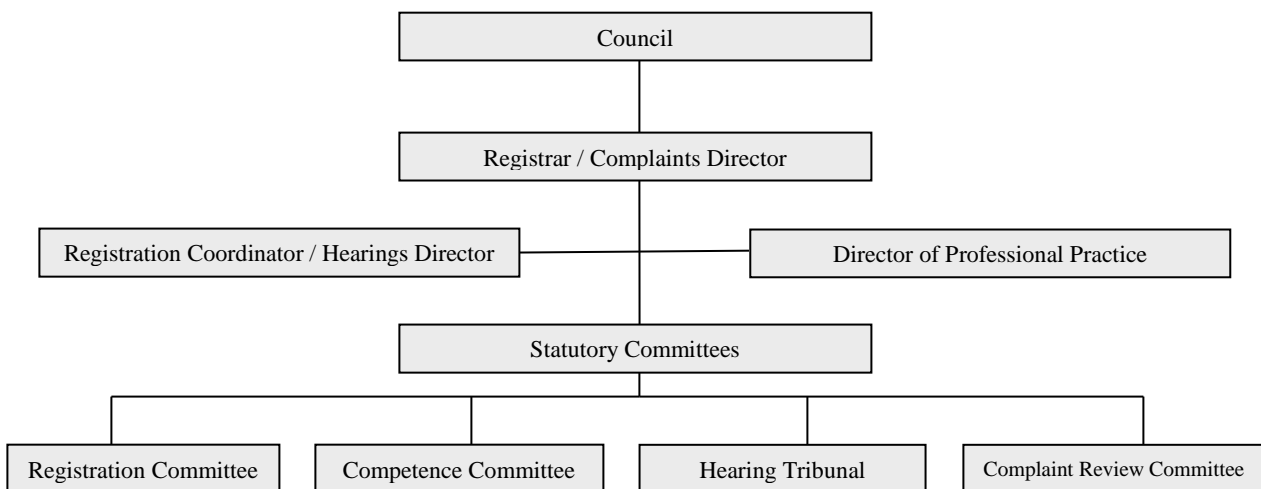 Council
Registrar / Complaints Director
Registration Coordinator / Hearings Director
Director of Professional Practice
Statutory Committees
Registration Committee
Competence Committee
Hearing Tribunal
Complaint Review Committee